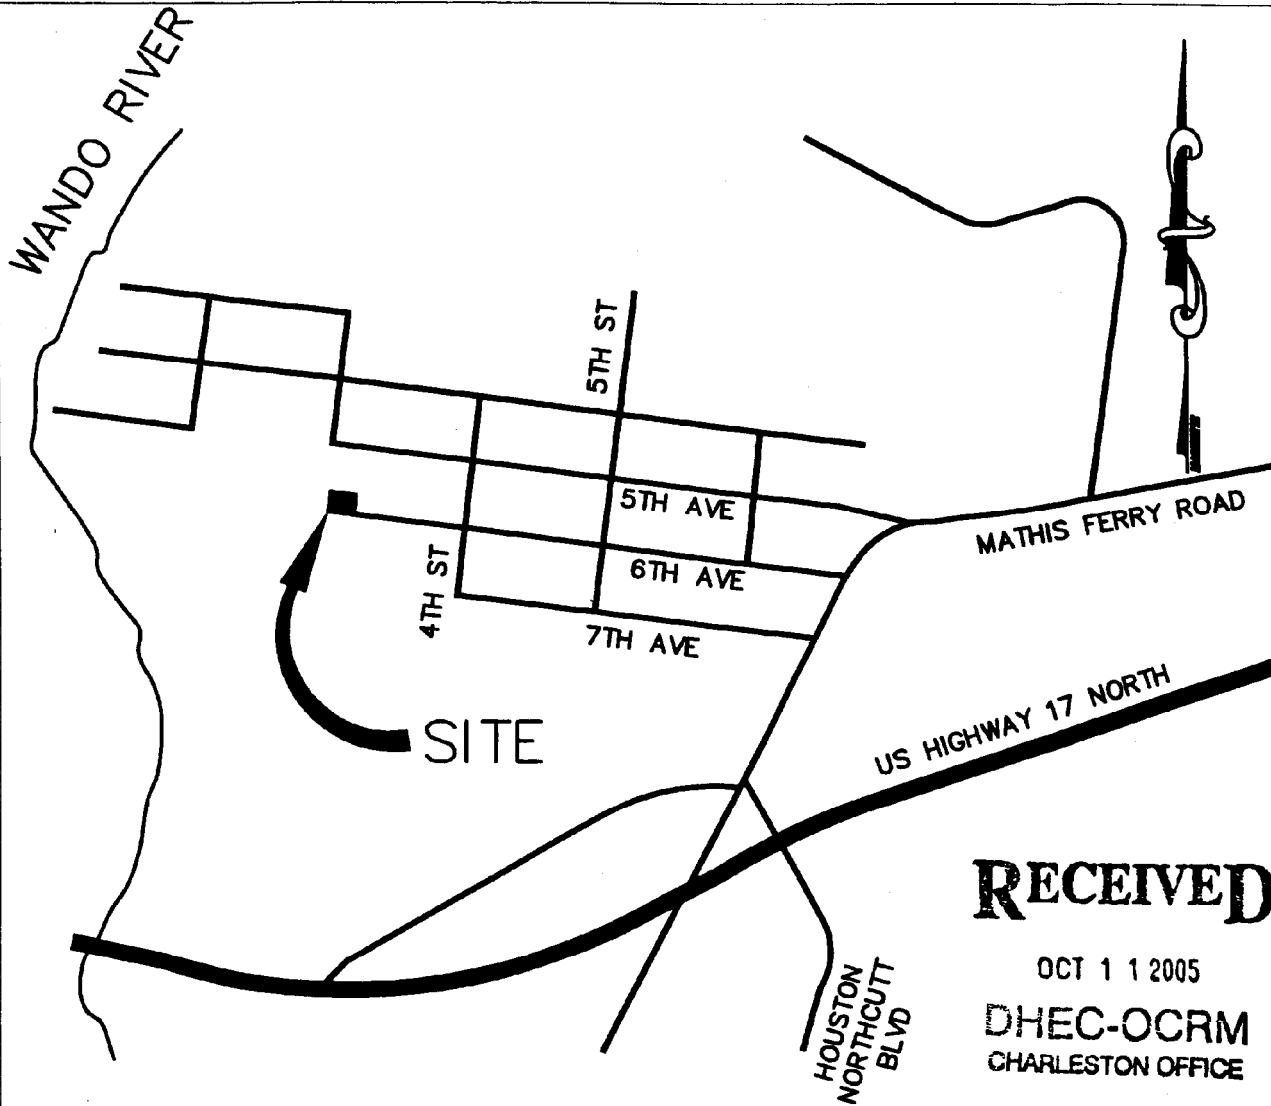 WANDO RIVER
5TH ST
5TH AVE
MATHIS FERRY ROAD
6TH AVE
4TH ST
7TH AVE
US HIGHWAY 17 NORTH
SITE
RECEIVED
OCT 1 1 2005
DHEC-OCRM
CHARLESTON OFFICE
HOUSTON
NORTHCUTT
BLVD